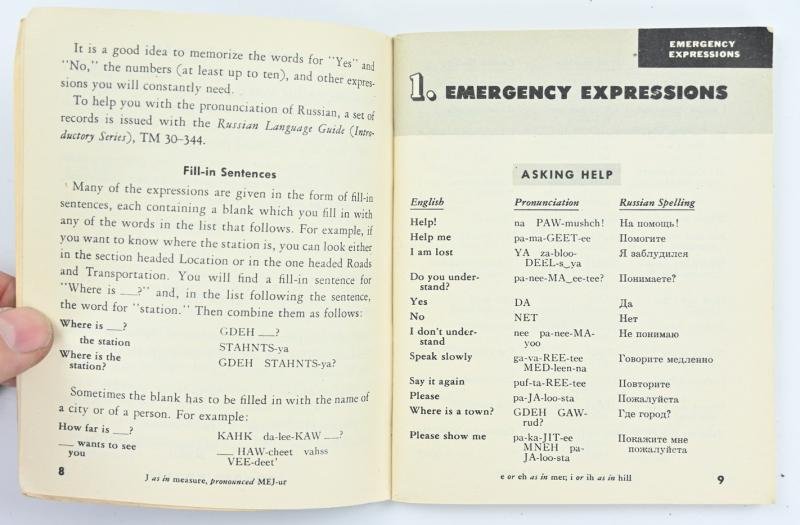 It is a good idea to memorize the words for "Yes" and
"No," the numbers (at least up to ten), and other expres-
sions you will constantly need.
To help you with the pronunciation of Russian, a set of
records is issued with the Russian Language Guide (Intro-
ductory Series), TM 30-344.
Fill-in Sentences
Many of the expressions are given in the form of fill-in
sentences, each containing a blank which you fill in with
any of the words in the list that follows. For example, if
you want to know where the station is, you can look either
in the section headed Location or in the one headed Roads
and Transportation. You will find a fill-in sentence for
"Where is ___?" and, in the list following the sentence,
the word for "station." Then combine them as follows:
Where is ___? GDEH ___?
the station STAHNTS-ya
Where is the GDEH STAHNTS-ya?
station?
Sometimes the blank has to be filled in with the name of
a city or of a person. For example:
How far is ___? KAHK da-lee-KAW ___?
___ wants to see ___ HAW-cheet vahss
you VEE-deet'
8
J as in measure, pronounced MEJ-ur
EMERGENCY
EXPRESSIONS
1. EMERGENCY EXPRESSIONS
ASKING HELP
English Pronunciation Russian Spelling
Help! na PAW-mushch! На помощь!
Help me pa-ma-GEET-ee Помогите
I am lost YA za-bloo- Я заблудился
DEEL-s_ya
Do you under- pa-nee-MA_ee-tee? Понимаете?
stand?
Yes DA Да
No NET Нет
I don't under- nee pa-nee-MA- Не понимаю
stand yoo
Speak slowly ga-va-REE-tee Говорите медленно
MED-leen-na
Say it again puf-ta-REE-tee Повторите
Please pa-JA-loo-sta Пожалуйста
Where is a town? GDEH GAW- Где город?
rud?
Please show me pa-ka-JIT-ee Покажите мне
MNEH pa- пожалуйста
JA-loo-sta
e or eh as in met, i or ih as in hill
9